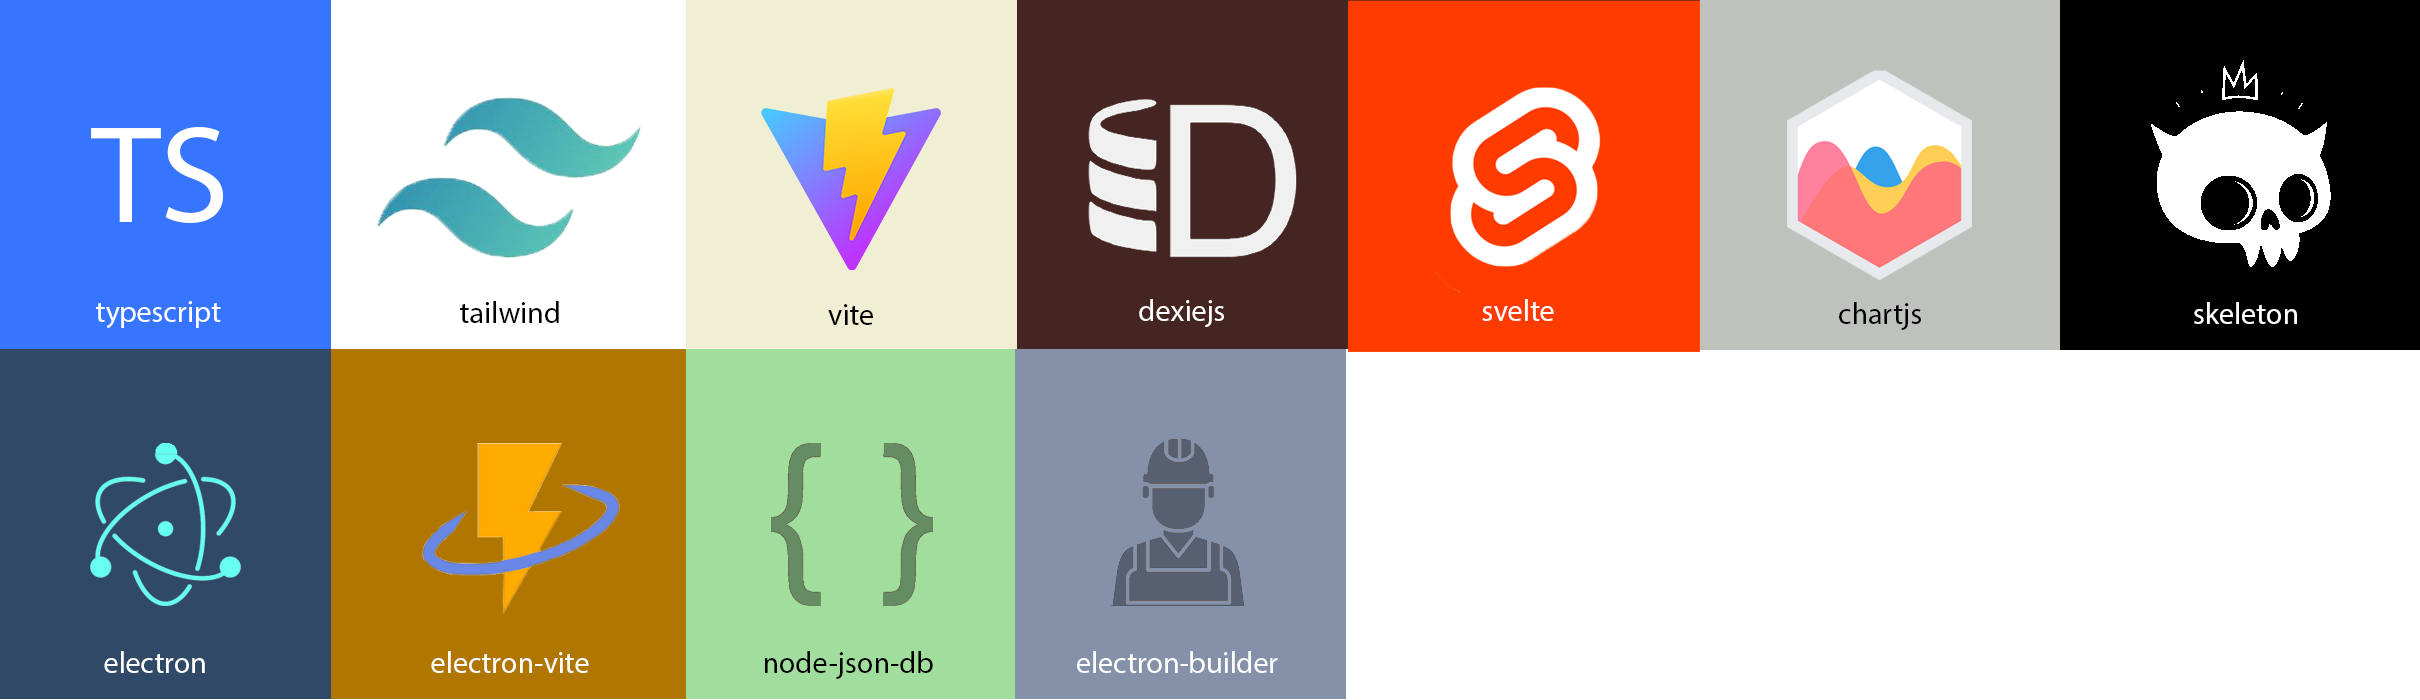 TS
typescript
tailwind
vite
D
dexiejs
svelte
chartjs
skeleton
electron
electron-vite
{ }
node-json-db
electron-builder